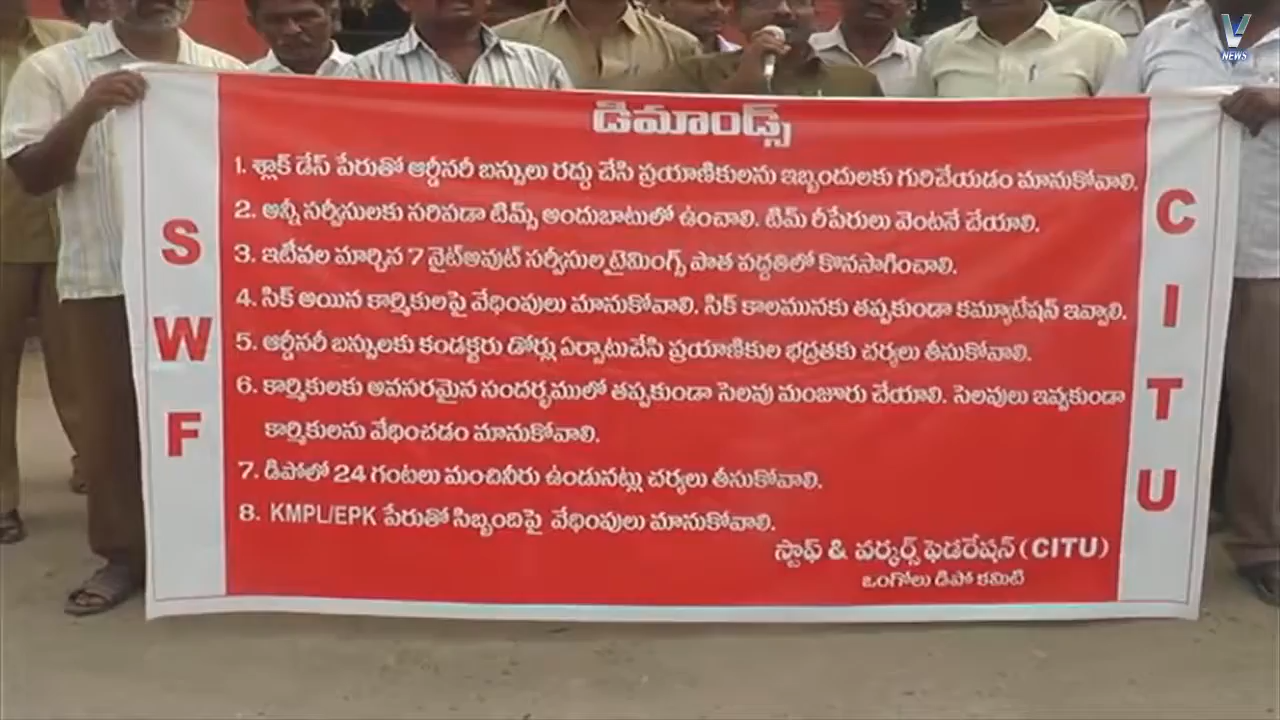 V NEWS
డిమాండ్స్
1. శ్లాక్ డేస్ పేరుతో ఆర్డీనరీ బస్సులు రద్దు చేసి ప్రయాణికులను ఇబ్బందులకు గురిచేయడం మానుకోవాలి.
2. అన్నీ సర్వీసులకు సరిపడా టిమ్స్ అందుబాటులో ఉంచాలి. టిమ్ రీపేరులు వెంటనే చేయాలి.
3. ఇటీవల మార్చిన 7 నైట్అవుట్ సర్వీసుల టైమింగ్స్ పాత పద్దతిలో కొనసాగించాలి.
4. సిక్ అయిన కార్మికులపై వేధింపులు మానుకోవాలి. సిక్ కాలమునకు తప్పకుండా కమ్యూటేషన్ ఇవ్వాలి.
5. ఆర్డీనరీ బస్సులకు కండక్టరు డోర్లు ఏర్పాటుచేసి ప్రయాణికుల భద్రతకు చర్యలు తీసుకోవాలి.
6. కార్మికులకు అవసరమైన సందర్భములో తప్పకుండా సెలవు మంజూరు చేయాలి. సెలవులు ఇవ్వకుండా
కార్మికులను వేధించడం మానుకోవాలి.
7. డిపోలో 24 గంటలు మంచినీరు ఉండునట్లు చర్యలు తీసుకోవాలి.
8. KMPL/EPK పేరుతో సిబ్బందిపై వేధింపులు మానుకోవాలి.
స్టాఫ్ & వర్కర్స్ ఫెడరేషన్ (CITU)
ఒంగోలు డిపో కమిటి
SWF
CITU